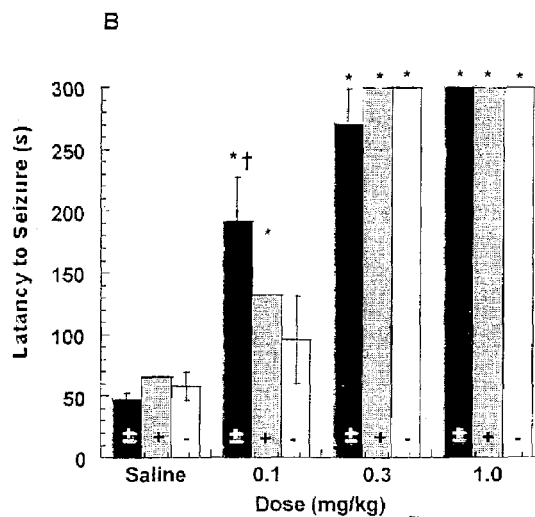 B
Latancy to Seizure (s)
300
250
200
150
100
50
0
* † * * * * * * *
± + - ± + - ± + - ± + -
Saline 0.1 0.3 1.0
Dose (mg/kg)